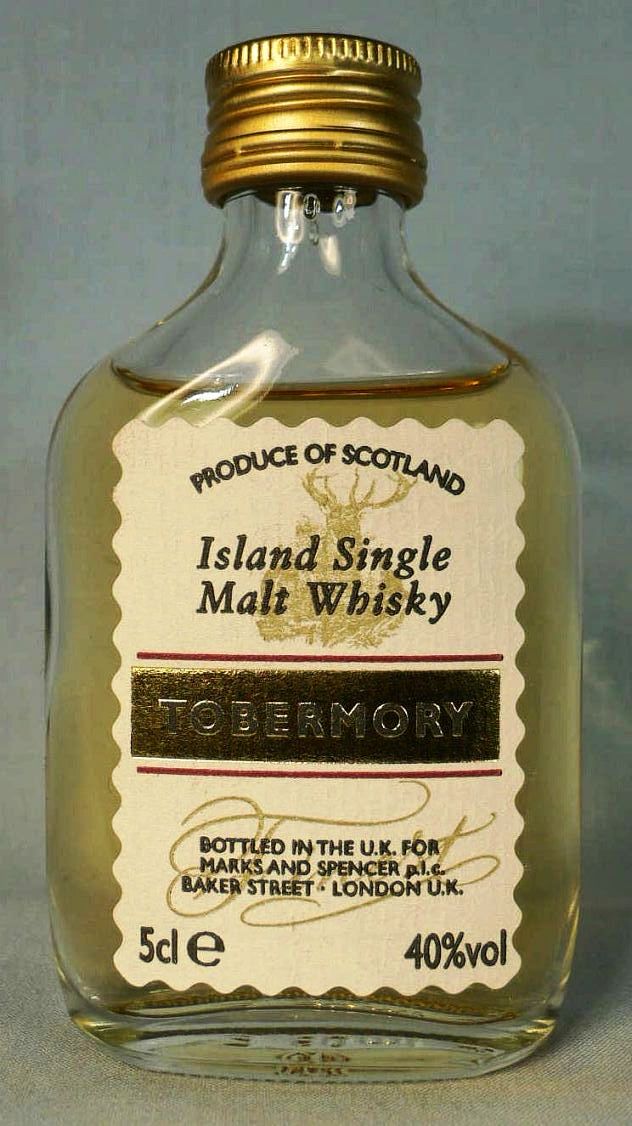 PRODUCE OF SCOTLAND
Island Single
Malt Whisky
TOBERMORY
BOTTLED IN THE U.K. FOR
MARKS AND SPENCER p.l.c.
BAKER STREET · LONDON U.K.
5cl e
40%vol